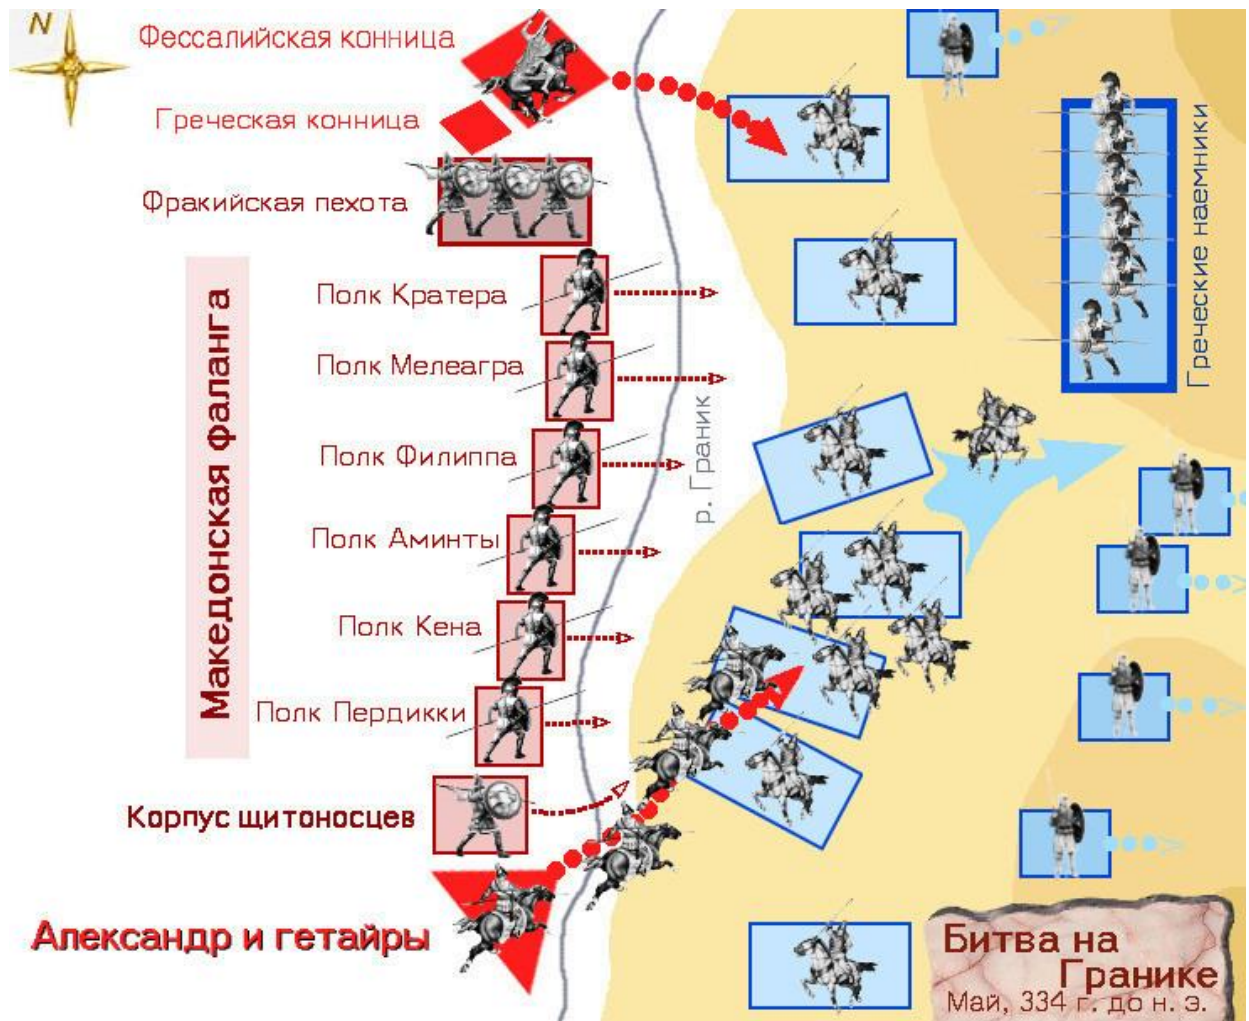 N
Фессалийская конница
Греческая конница
Фракийская пехота
Македонская фаланга
Полк Кратера
Полк Мелеагра
Полк Филиппа
Полк Аминты
Полк Кена
Полк Пердикки
Корпус щитоносцев
Александр и гетайры
р. Граник
Греческие наемники
Битва на
Гранике
Май, 334 г. до н. э.